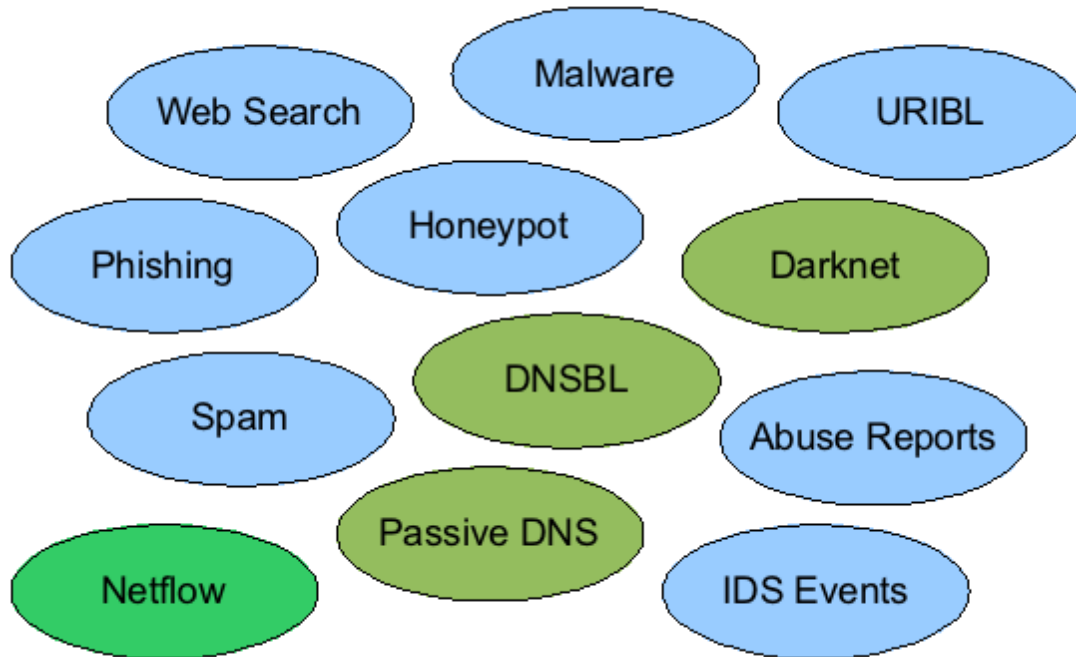 Malware
Web Search
URIBL
Honeypot
Phishing
Darknet
DNSBL
Spam
Abuse Reports
Passive DNS
Netflow
IDS Events